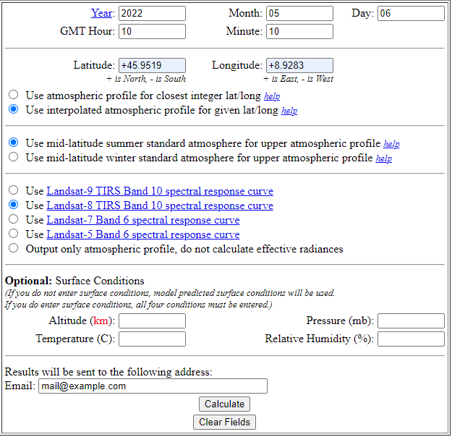 Year: 2022 Month: 05 Day: 06
GMT Hour: 10 Minute: 10
Latitude: +45.9519 Longitude: +8.9283
+ is North, - is South + is East, - is West
Use atmospheric profile for closest integer lat/long help
Use interpolated atmospheric profile for given lat/long help
Use mid-latitude summer standard atmosphere for upper atmospheric profile help
Use mid-latitude winter standard atmosphere for upper atmospheric profile help
Use Landsat-9 TIRS Band 10 spectral response curve
Use Landsat-8 TIRS Band 10 spectral response curve
Use Landsat-7 Band 6 spectral response curve
Use Landsat-5 Band 6 spectral response curve
Output only atmospheric profile, do not calculate effective radiances
Optional: Surface Conditions
(If you do not enter surface conditions, model predicted surface conditions will be used.
If you do enter surface conditions, all four conditions must be entered.)
Altitude (km): Pressure (mb):
Temperature (C): Relative Humidity (%):
Results will be sent to the following address:
Email: mail@example.com
Calculate
Clear Fields